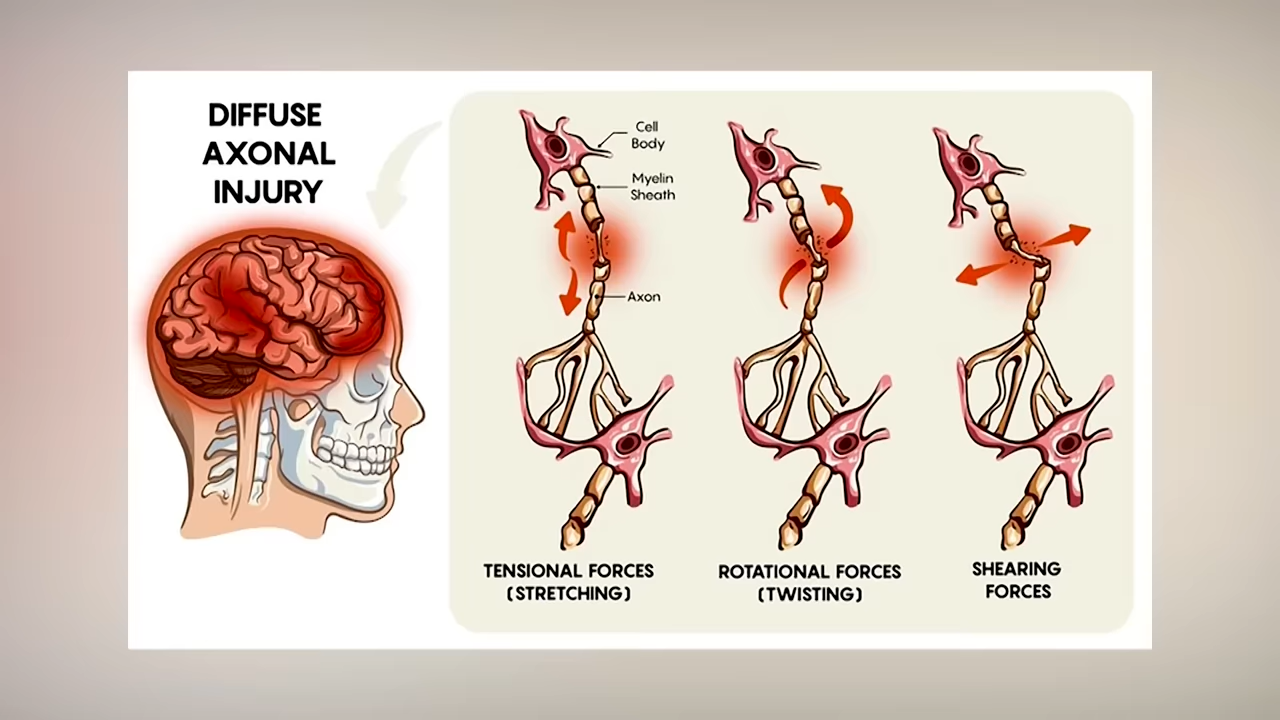 DIFFUSE
AXONAL
INJURY
Cell
Body
Myelin
Sheath
Axon
TENSIONAL FORCES
(STRETCHING)
ROTATIONAL FORCES
(TWISTING)
SHEARING
FORCES